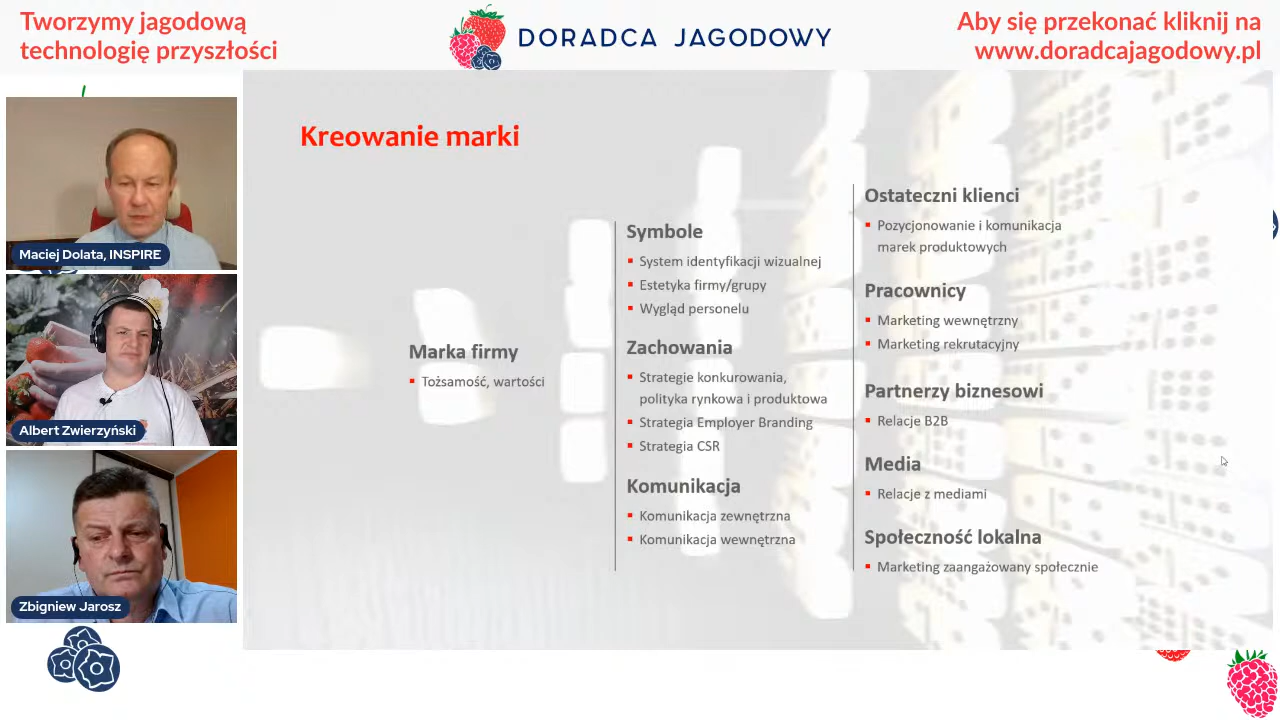 Tworzymy jagodową
technologię przyszłości
DORADCA JAGODOWY
Aby się przekonać kliknij na
www.doradcajagodowy.pl
Maciej Dolata, INSPIRE
Albert Zwierzyński
Zbigniew Jarosz
Kreowanie marki
Marka firmy
Tożsamość, wartości
Symbole
System identyfikacji wizualnej
Estetyka firmy/grupy
Wygląd personelu
Zachowania
Strategie konkurowania,
polityka rynkowa i produktowa
Strategia Employer Branding
Strategia CSR
Komunikacja
Komunikacja zewnętrzna
Komunikacja wewnętrzna
Ostateczni klienci
Pozycjonowanie i komunikacja
marek produktowych
Pracownicy
Marketing wewnętrzny
Marketing rekrutacyjny
Partnerzy biznesowi
Relacje B2B
Media
Relacje z mediami
Społeczność lokalna
Marketing zaangażowany społecznie